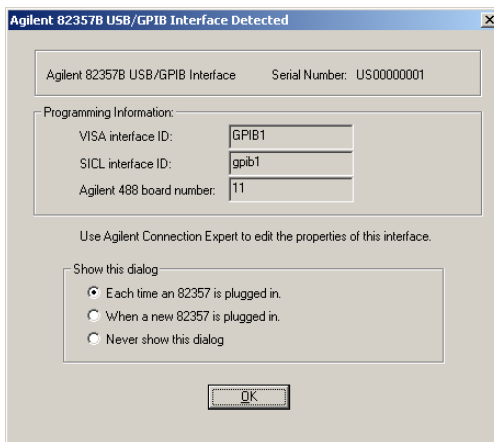 Agilent 82357B USB/GPIB Interface Detected
Agilent 82357B USB/GPIB Interface Serial Number: US00000001
Programming Information:
VISA interface ID: GPIB1
SICL interface ID: gpib1
Agilent 488 board number: 11
Use Agilent Connection Expert to edit the properties of this interface.
Show this dialog
Each time an 82357 is plugged in.
When a new 82357 is plugged in.
Never show this dialog
OK